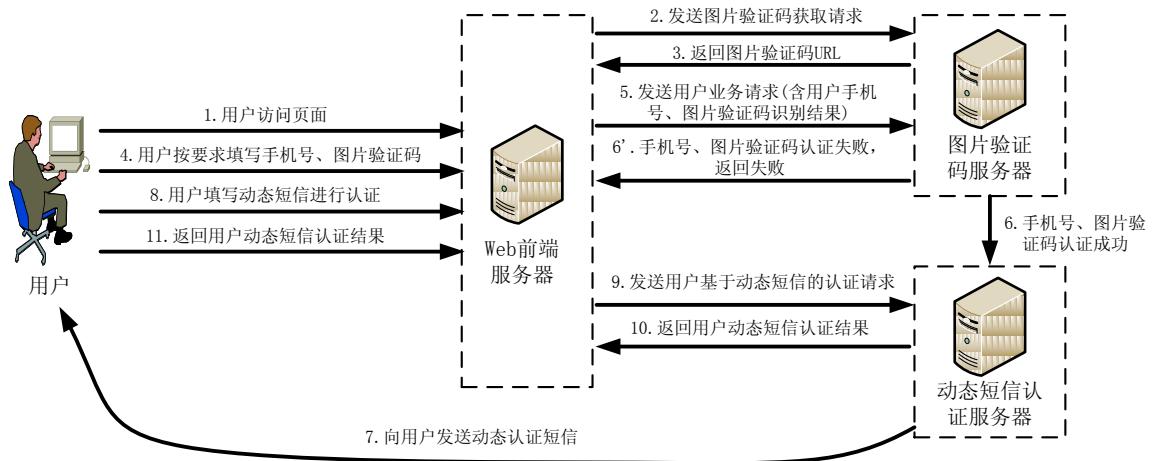 2.发送图片验证码获取请求
3.返回图片验证码URL
5.发送用户业务请求(含用户手机
号、图片验证码识别结果)
6'.手机号、图片验证码认证失败，
返回失败
1.用户访问页面
4.用户按要求填写手机号、图片验证码
8.用户填写动态短信进行认证
11.返回用户动态短信认证结果
用户
Web前端
服务器
图片验证
码服务器
6.手机号、图片验
证码认证成功
9.发送用户基于动态短信的认证请求
10.返回用户动态短信认证结果
动态短信认
证服务器
7.向用户发送动态认证短信